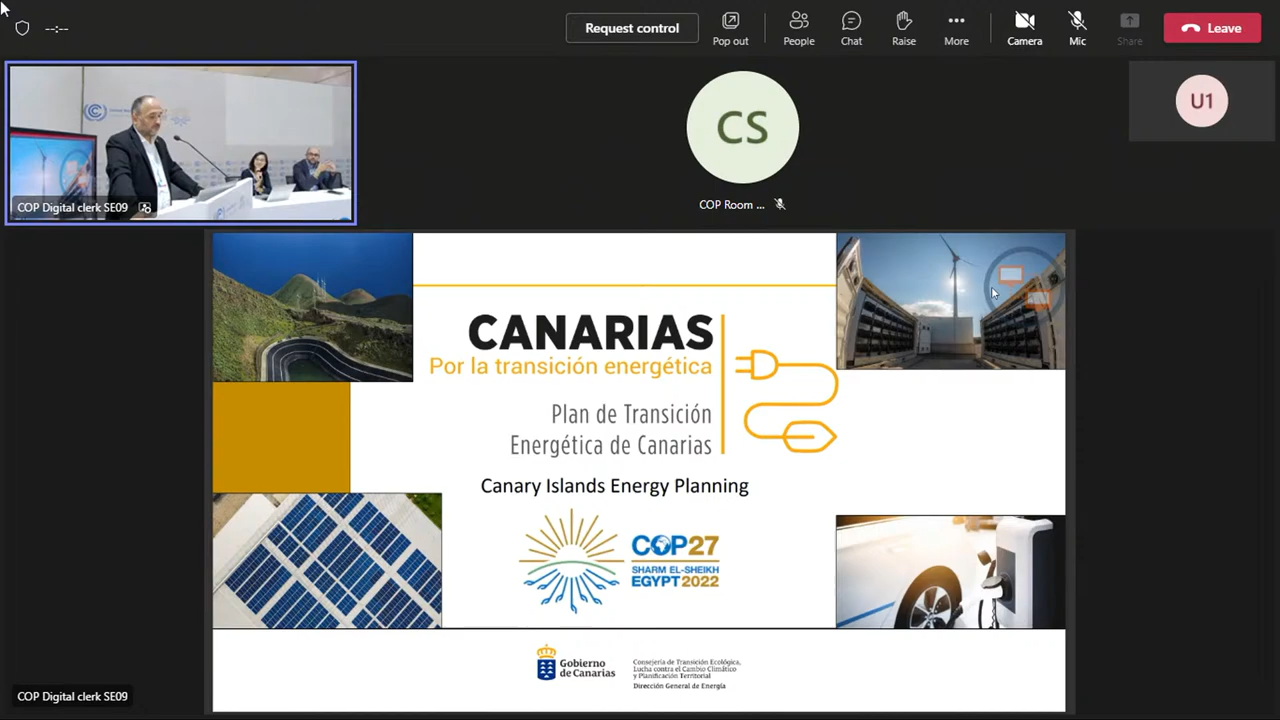 --:--
Request control
Pop out
People
Chat
Raise
More
Camera
Mic
Share
Leave
COP Digital clerk SE09
CS
COP Room ...
U1
CANARIAS
Por la transición energética
Plan de Transición
Energética de Canarias
Canary Islands Energy Planning
COP27
SHARM EL-SHEIKH
EGYPT2022
Gobierno
de Canarias
Consejería de Transición Ecológica,
Lucha contra el Cambio Climático
y Planificación Territorial
Dirección General de Energía
COP Digital clerk SE09